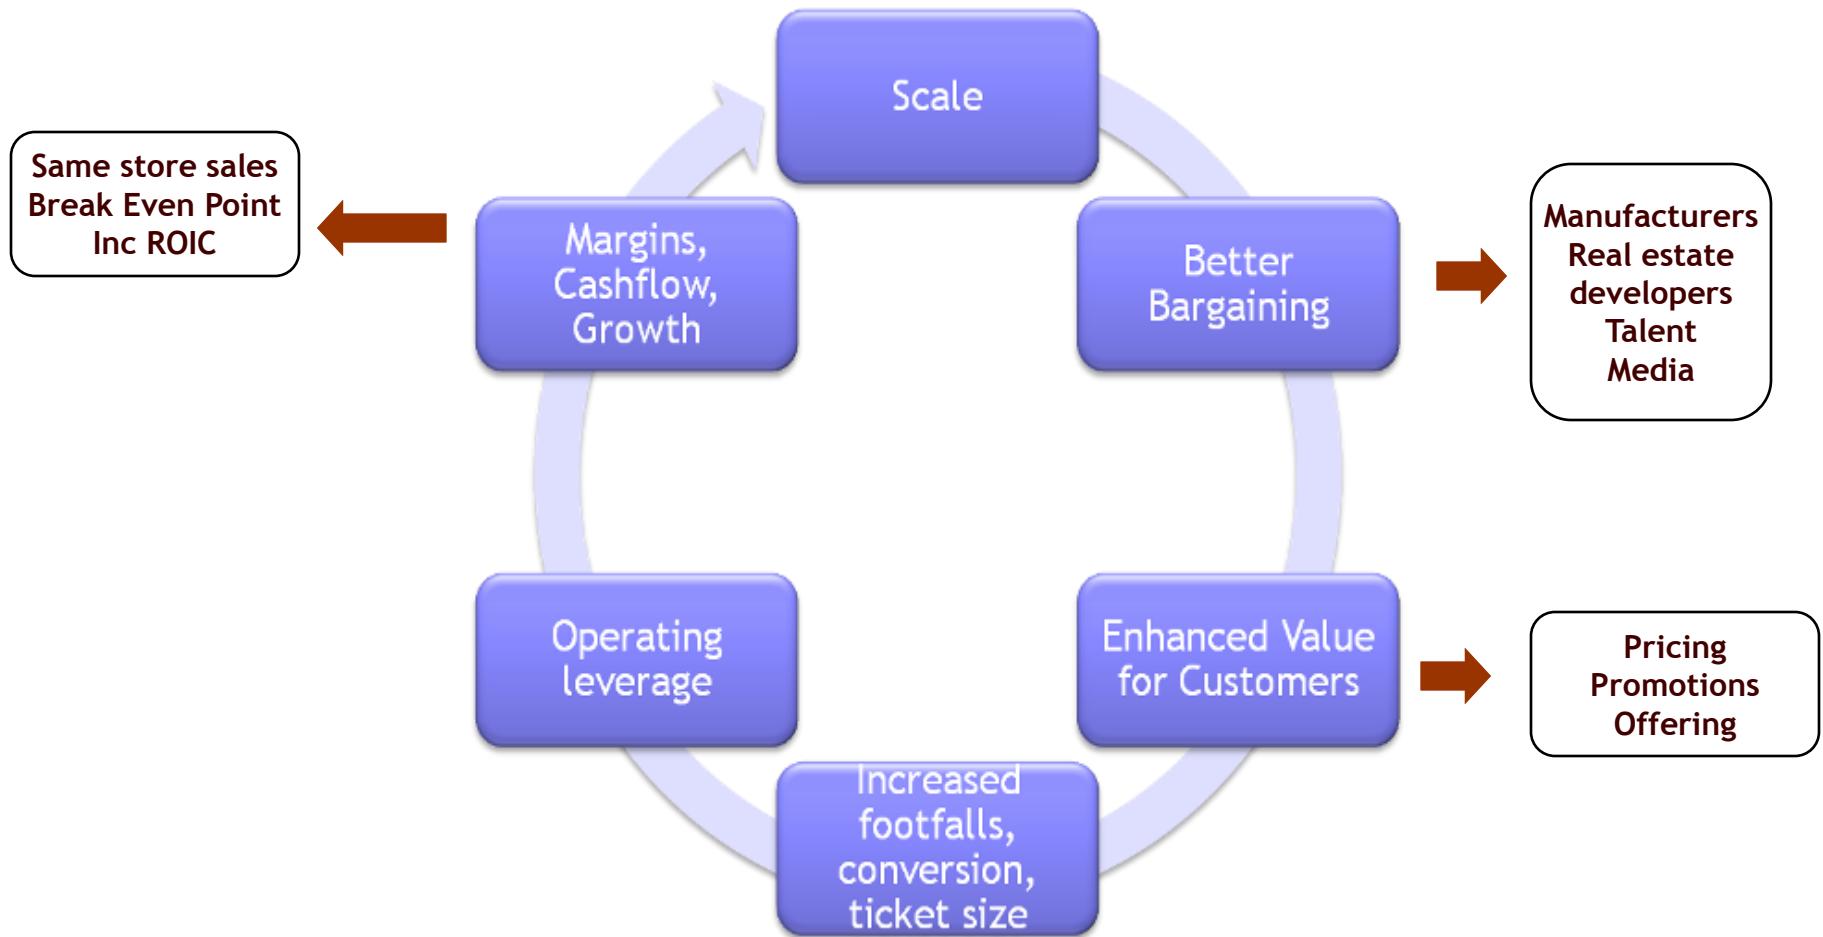 Scale
Same store sales
Break Even Point
Inc ROIC
Margins,
Cashflow,
Growth
Better
Bargaining
Manufacturers
Real estate
developers
Talent
Media
Operating
leverage
Enhanced Value
for Customers
Pricing
Promotions
Offering
Increased
footfalls,
conversion,
ticket size